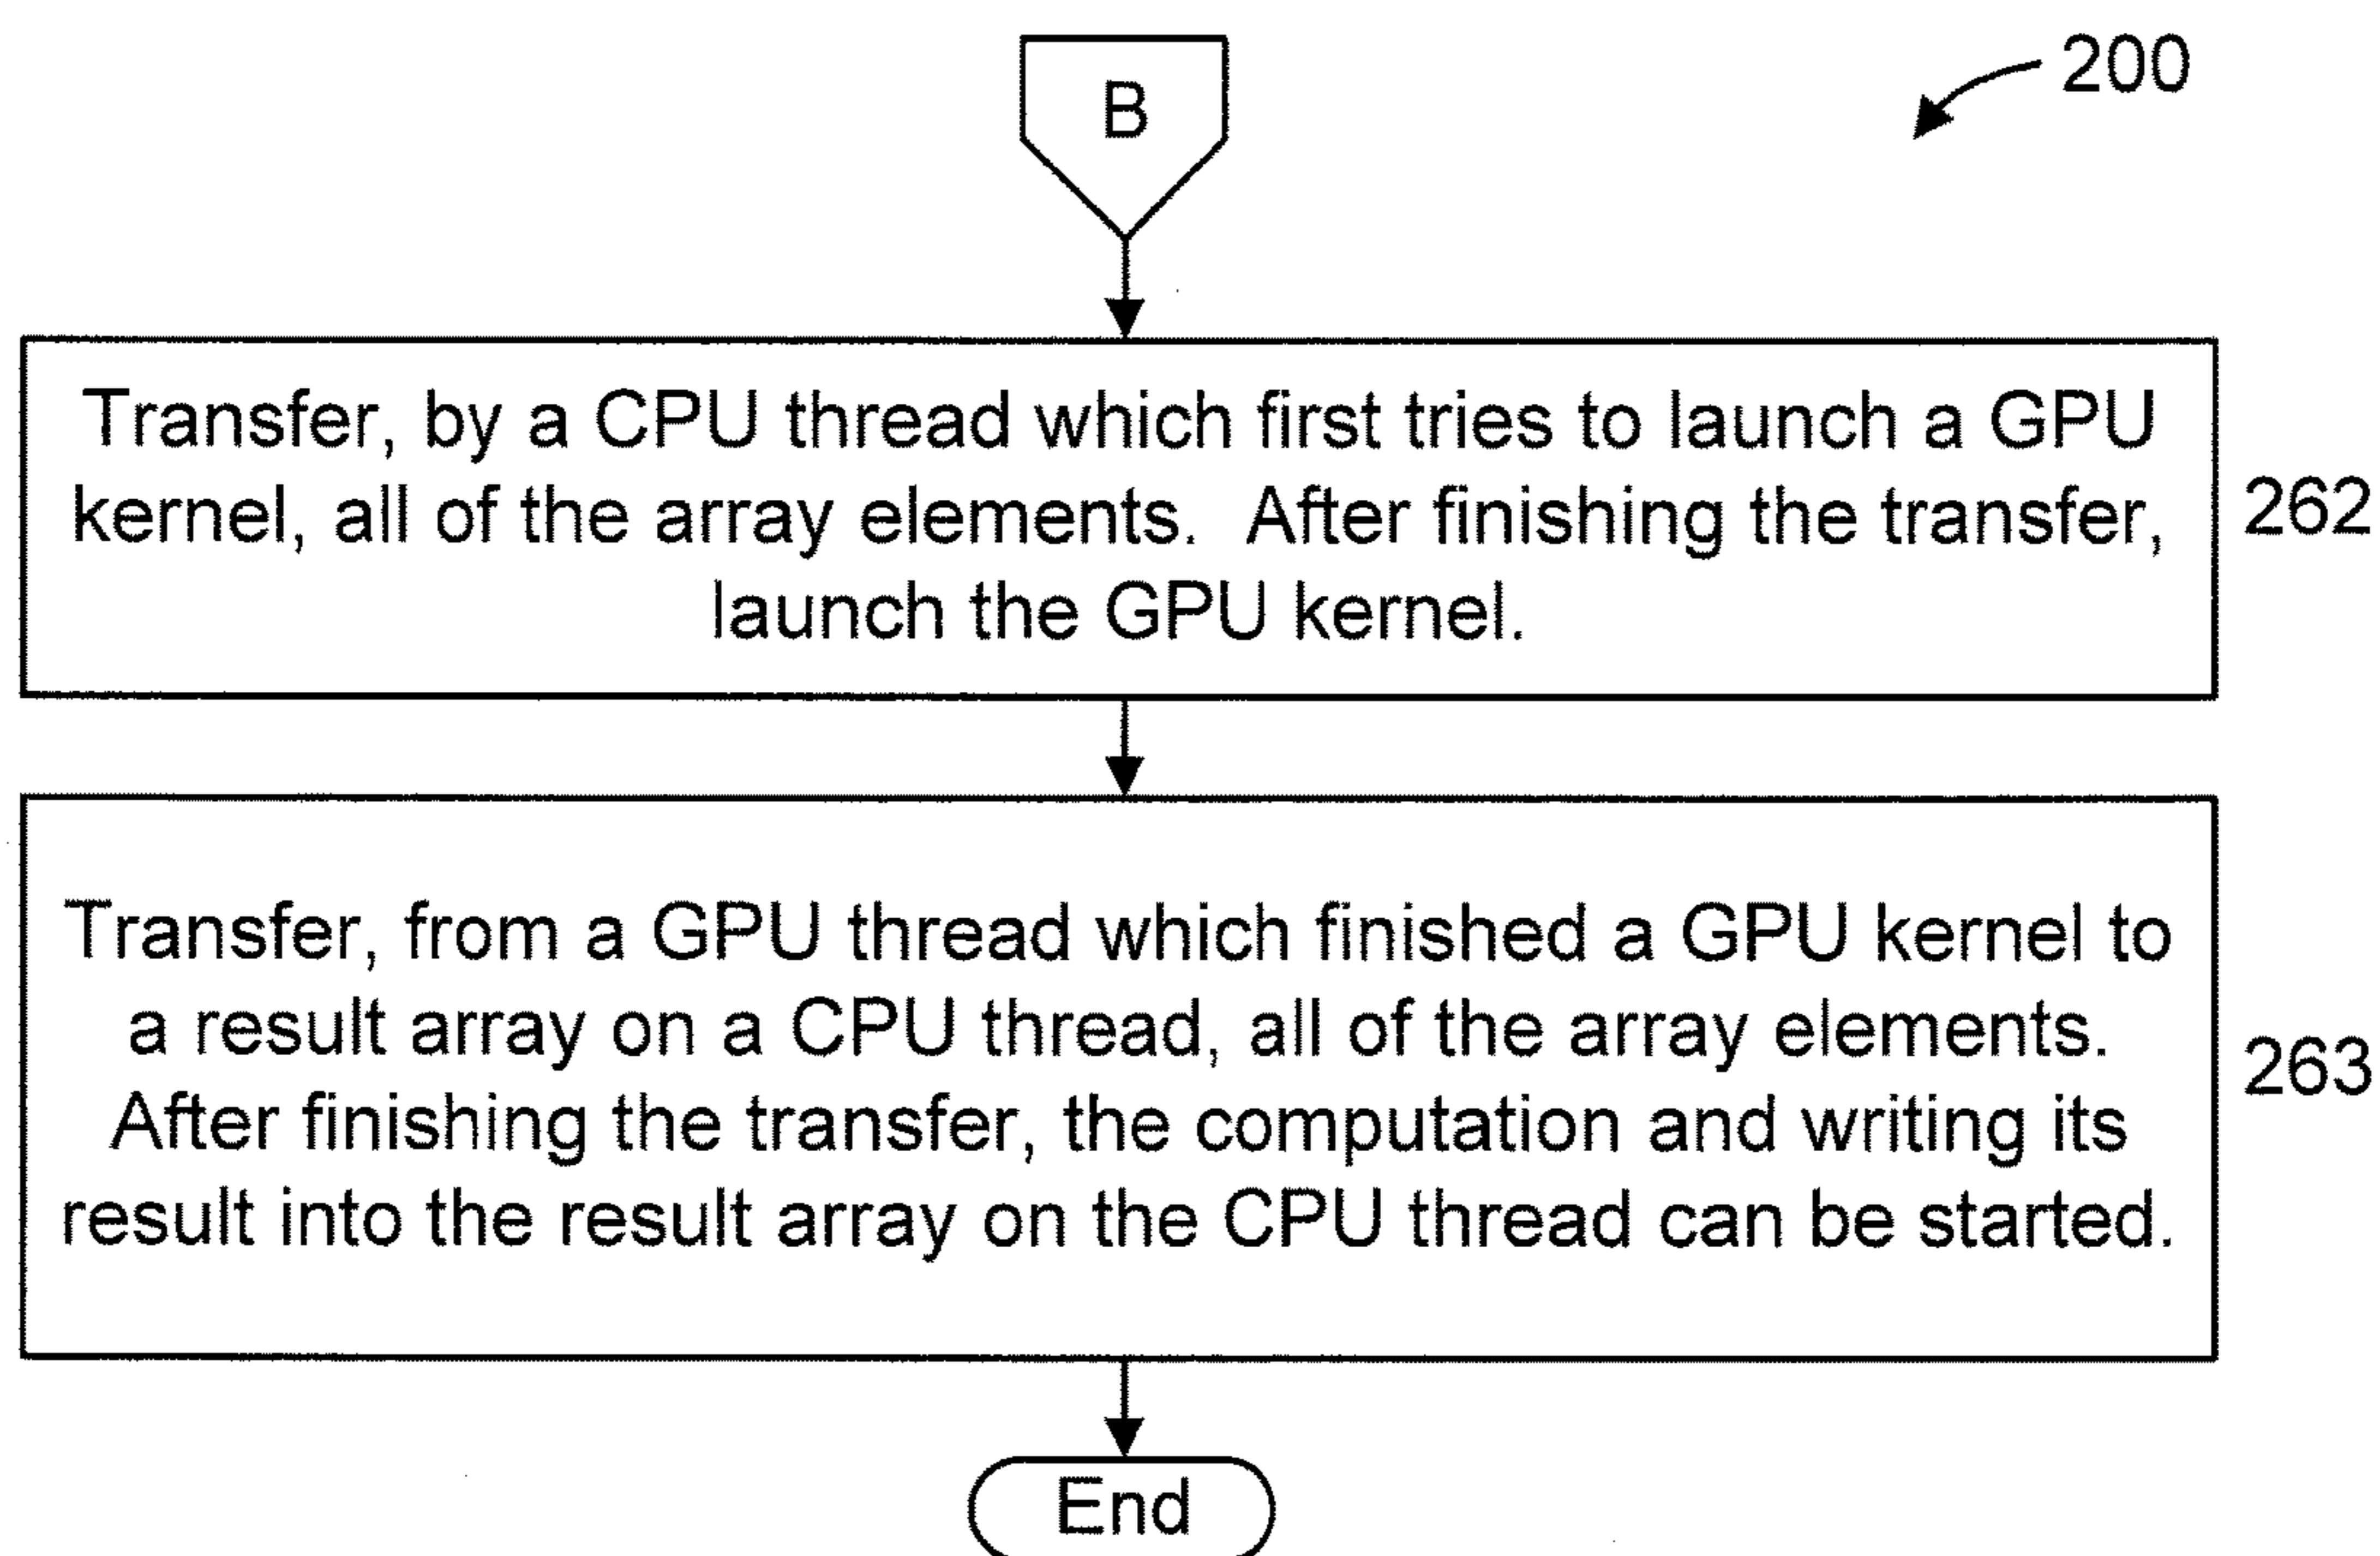 B
200
Transfer, by a CPU thread which first tries to launch a GPU
kernel, all of the array elements.  After finishing the transfer,
launch the GPU kernel.
262
Transfer, from a GPU thread which finished a GPU kernel to
a result array on a CPU thread, all of the array elements.
After finishing the transfer, the computation and writing its
result into the result array on the CPU thread can be started.
263
End